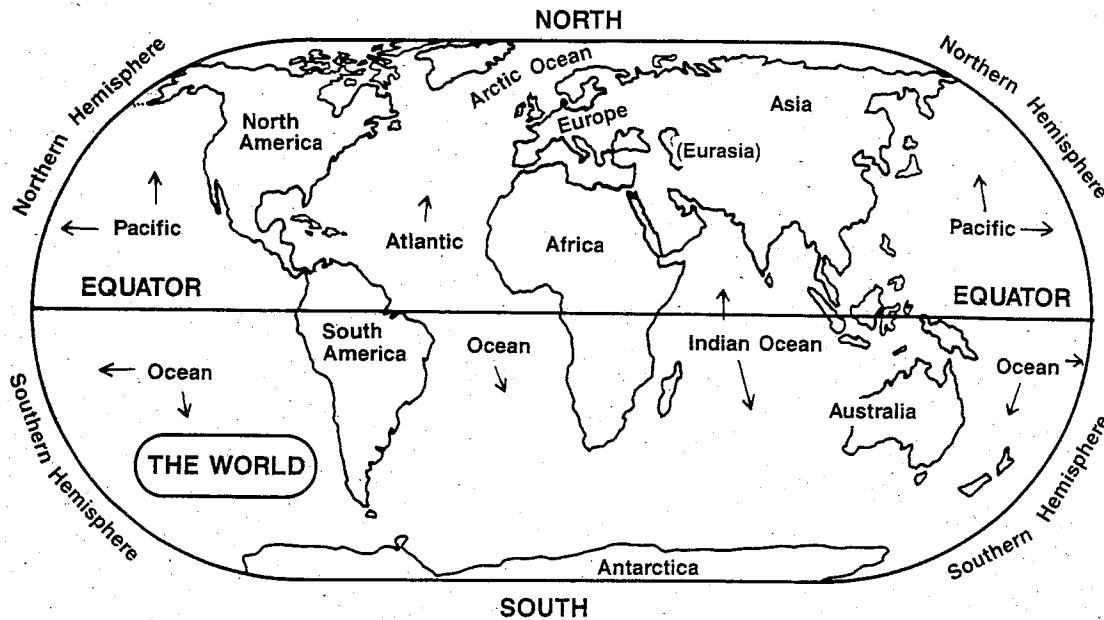 NORTH
Northern Hemisphere
Northern Hemisphere
Arctic Ocean
North
America
Europe
Asia
(Eurasia)
Pacific
Atlantic
Africa
Pacific
EQUATOR
EQUATOR
South
America
Ocean
Indian Ocean
Ocean
Ocean
Australia
Southern Hemisphere
Southern Hemisphere
THE WORLD
Antarctica
SOUTH